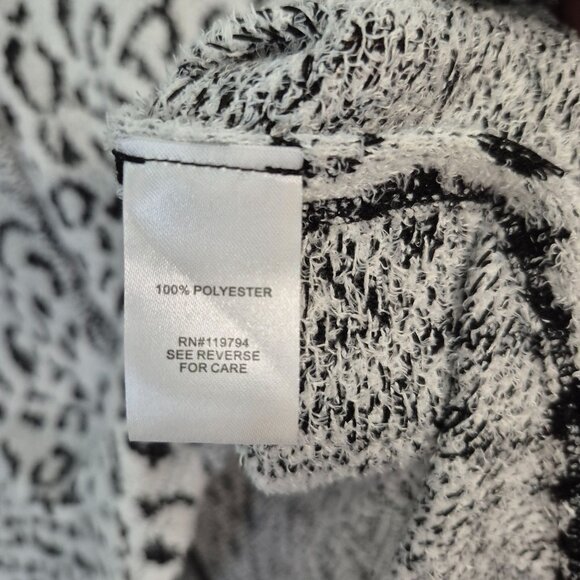 100% POLYESTER
RN#119794
SEE REVERSE
FOR CARE